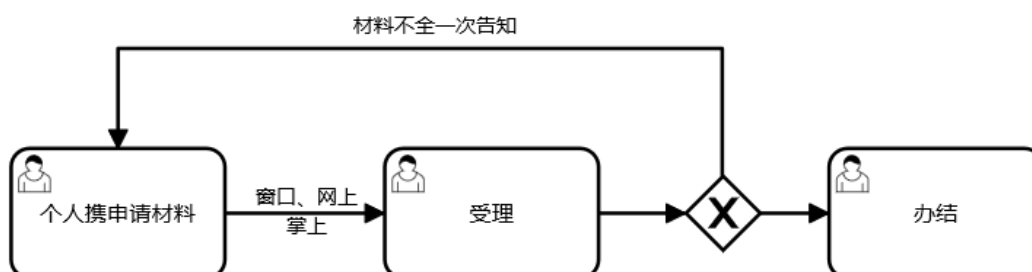 材料不全一次告知
个人携申请材料
窗口、网上
掌上
受理
X
办结